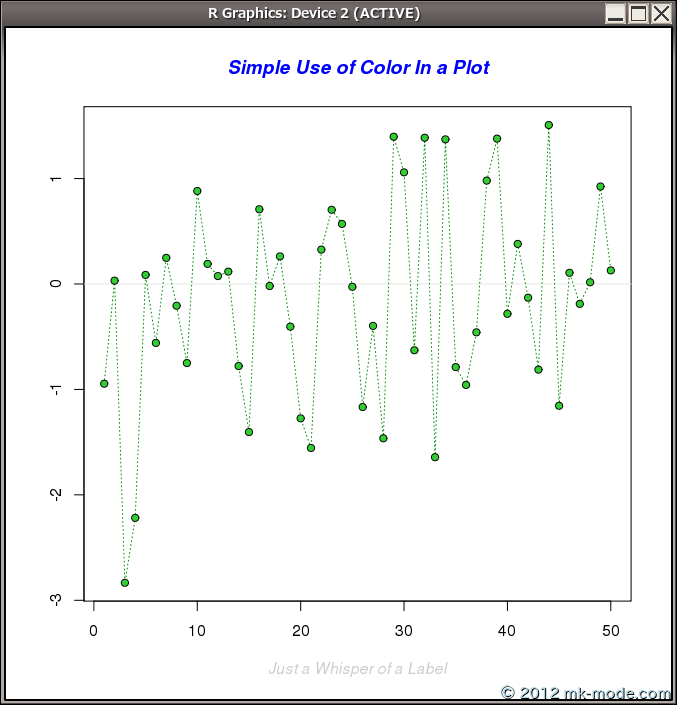 R Graphics: Device 2 (ACTIVE)
Simple Use of Color In a Plot
1
0
-1
-2
-3
0 10 20 30 40 50
Just a Whisper of a Label
© 2012 mk-mode.com